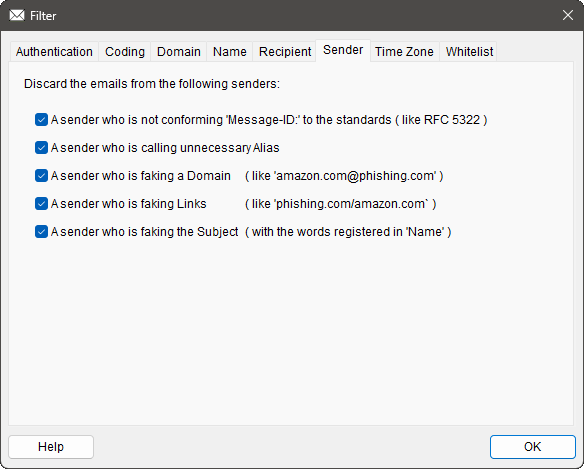 Filter
Authentication Coding Domain Name Recipient Sender Time Zone Whitelist
Discard the emails from the following senders:
A sender who is not conforming 'Message-ID:' to the standards ( like RFC 5322 )
A sender who is calling unnecessary Alias
A sender who is faking a Domain ( like 'amazon.com@phishing.com' )
A sender who is faking Links ( like 'phishing.com/amazon.com` )
A sender who is faking the Subject ( with the words registered in 'Name' )
Help OK